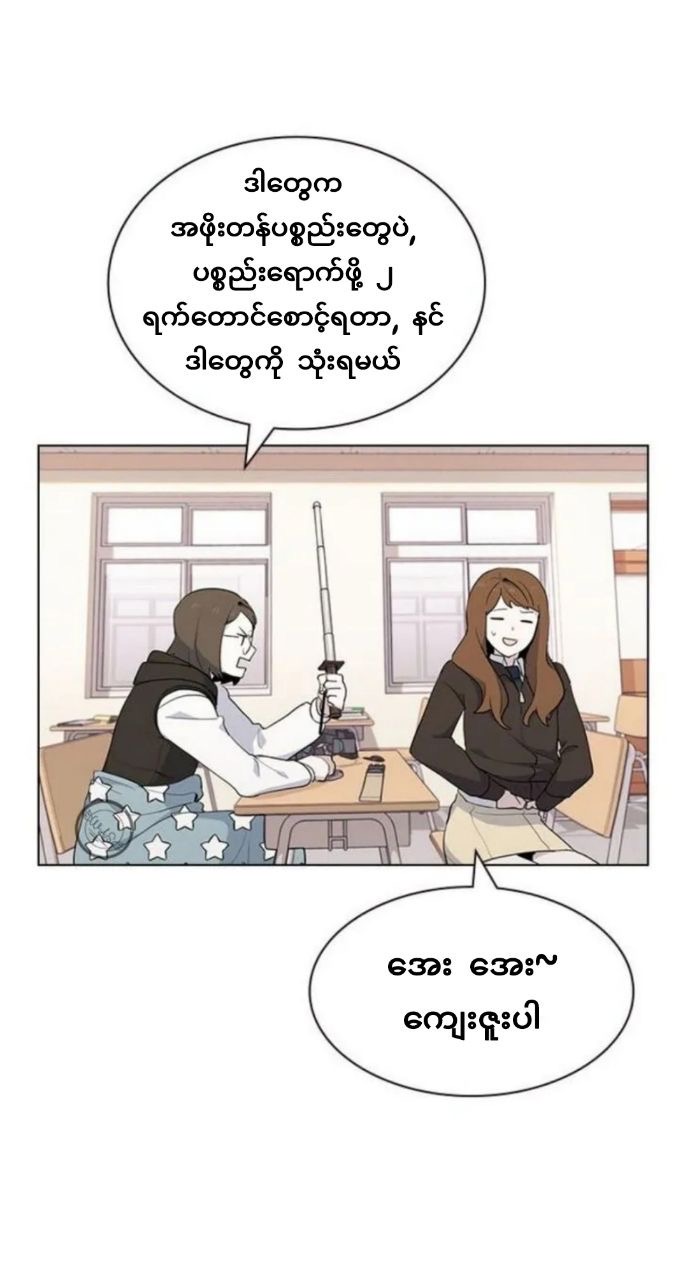 ဒါတွေက
အဖိုးတန်ပစ္စည်းတွေပဲ,
ပစ္စည်းရောက်ဖို့ ၂
ရက်တောင်စောင့်ရတာ, နင်
ဒါတွေကို သုံးရမယ်
အေး အေး~
ကျေးဇူးပါ